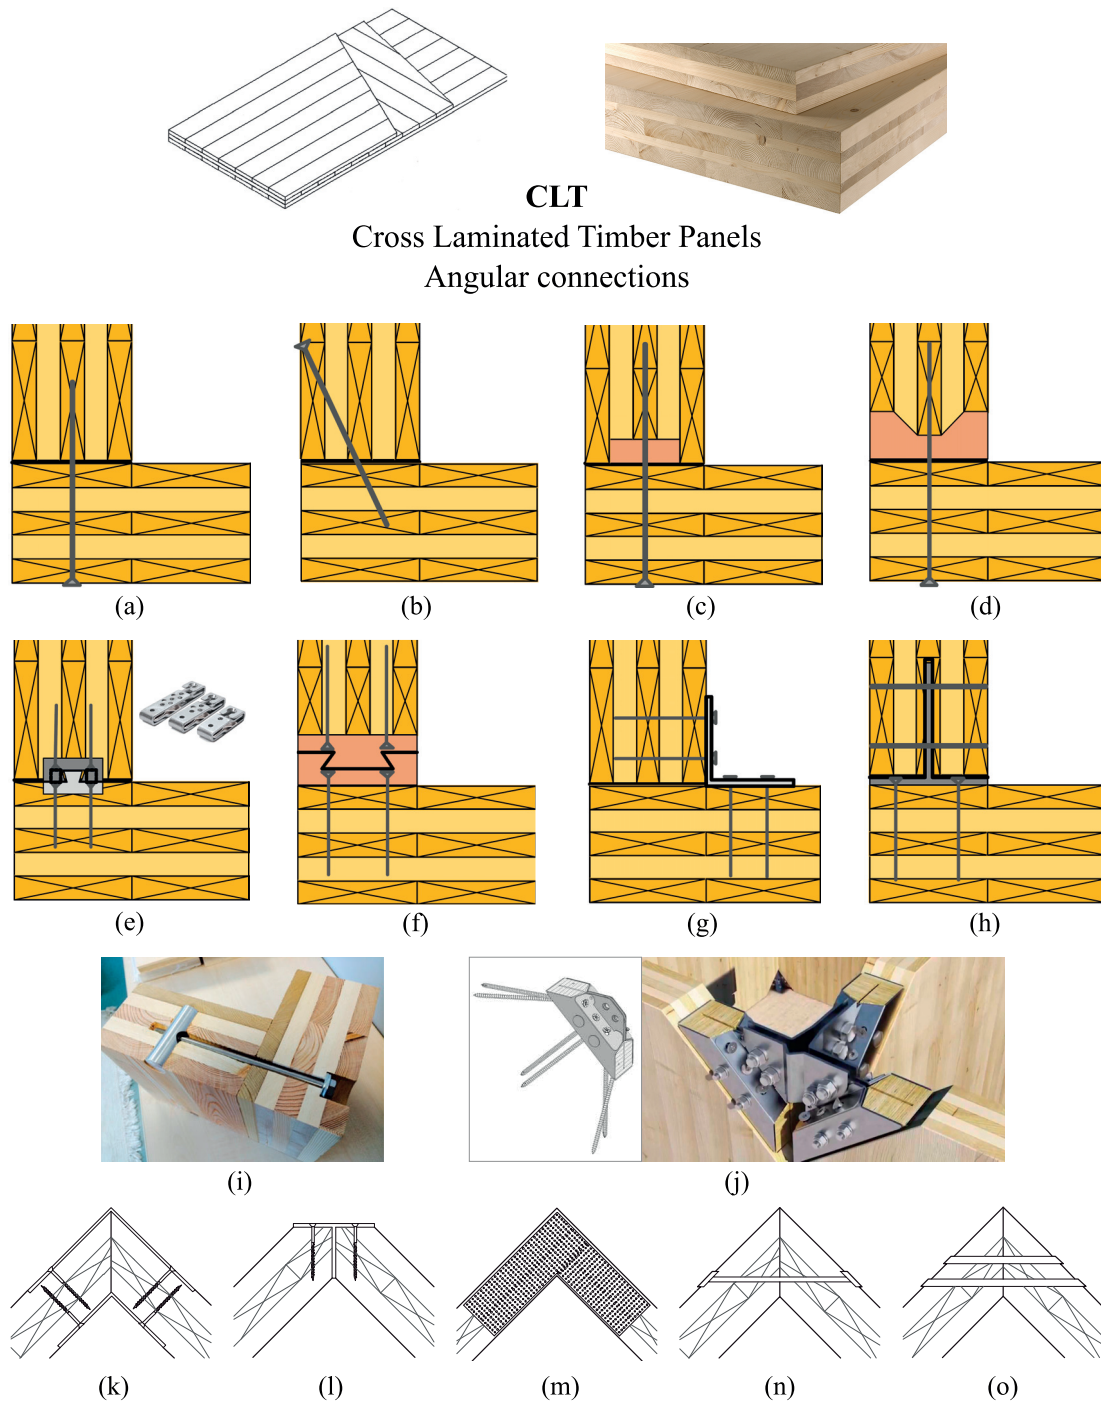 CLT
Cross Laminated Timber Panels
Angular connections
(a)
(b)
(c)
(d)
(e)
(f)
(g)
(h)
(i)
(j)
(k)
(l)
(m)
(n)
(o)